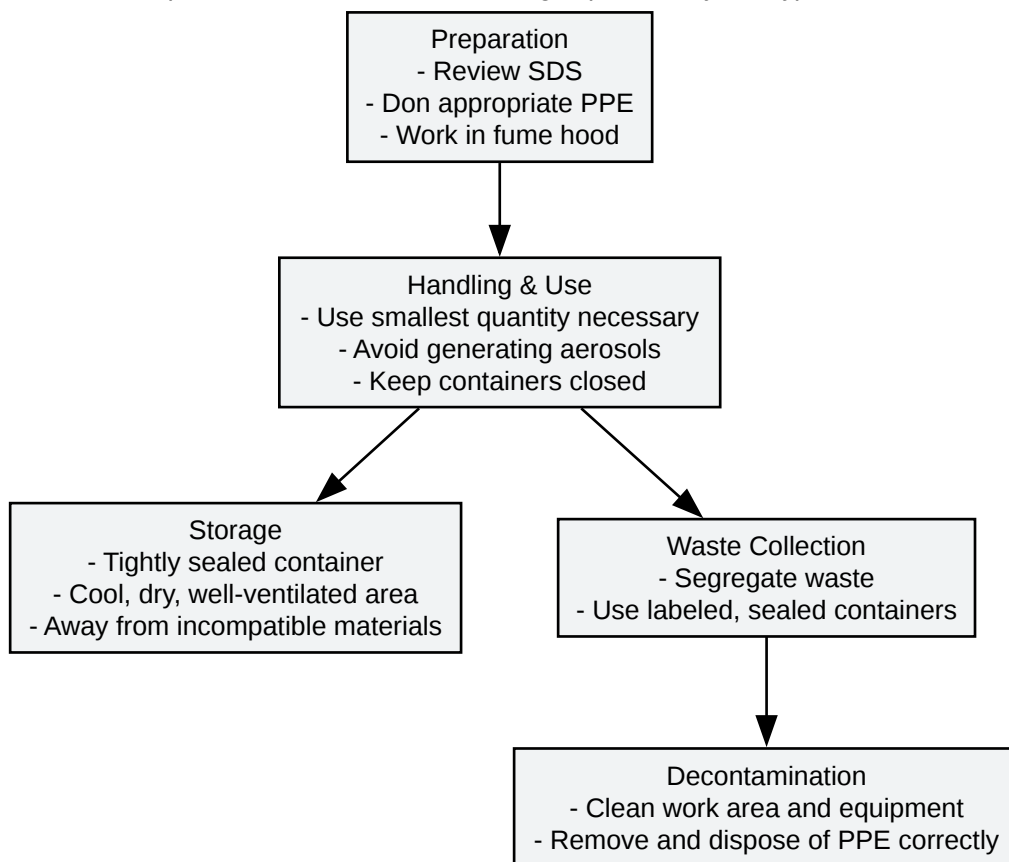 Preparation
- Review SDS
- Don appropriate PPE
- Work in fume hood
Handling & Use
- Use smallest quantity necessary
- Avoid generating aerosols
- Keep containers closed
Storage
- Tightly sealed container
- Cool, dry, well-ventilated area
- Away from incompatible materials
Waste Collection
- Segregate waste
- Use labeled, sealed containers
Decontamination
- Clean work area and equipment
- Remove and dispose of PPE correctly